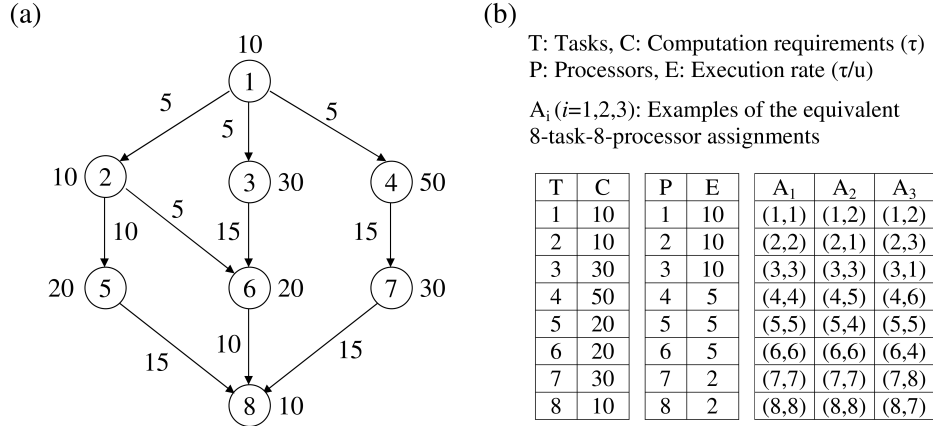 (a)
10
1
5
5
5
10
2
3
30
4
50
5
10
15
15
20
5
6
20
7
30
15
10
15
8
10
(b)
T: Tasks, C: Computation requirements (τ)
P: Processors, E: Execution rate (τ/u)
Aᵢ (i=1,2,3): Examples of the equivalent
8-task-8-processor assignments
T C P E A₁ A₂ A₃
1 10 1 10 (1,1) (1,2) (1,2)
2 10 2 10 (2,2) (2,1) (2,3)
3 30 3 10 (3,3) (3,3) (3,1)
4 50 4 5 (4,4) (4,5) (4,6)
5 20 5 5 (5,5) (5,4) (5,5)
6 20 6 5 (6,6) (6,6) (6,4)
7 30 7 2 (7,7) (7,7) (7,8)
8 10 8 2 (8,8) (8,8) (8,7)